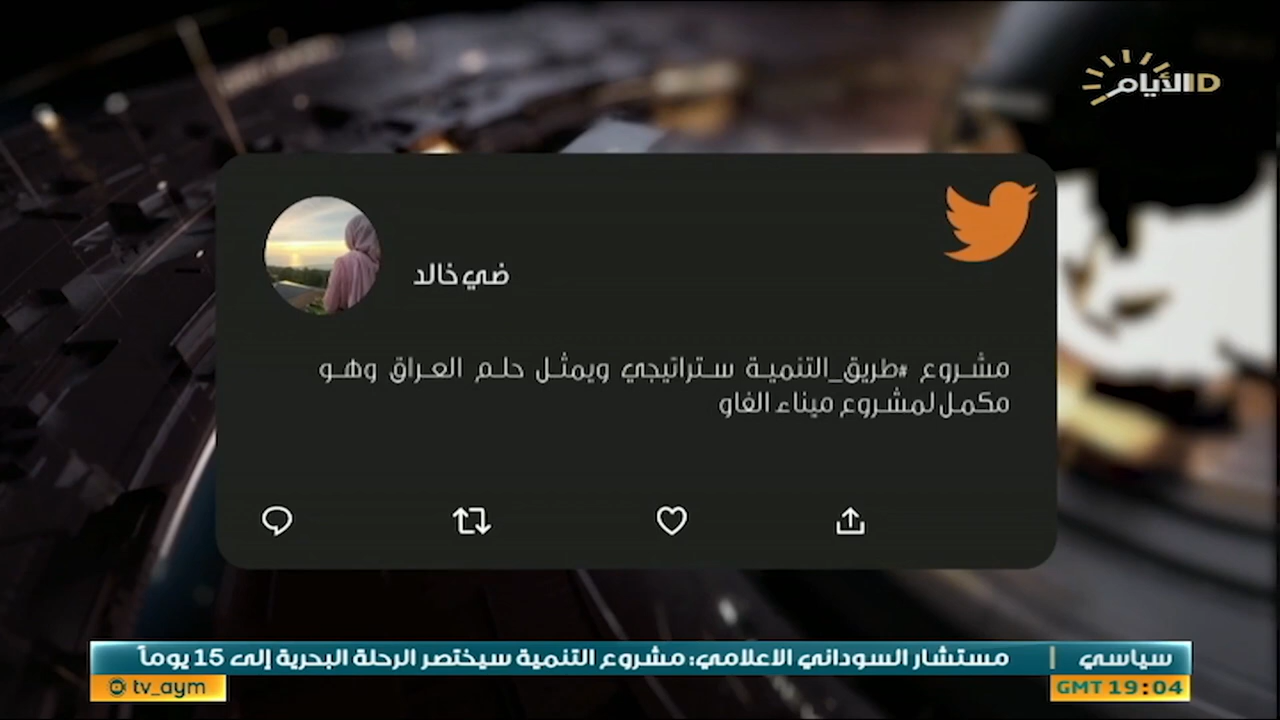 الأيام
ضي خالد
مشروع #طريق_التنمية ستراتيجي ويمثل حلم العراق وهو
مكمل لمشروع ميناء الفاو
سياسي | مستشار السوداني الاعلامي: مشروع التنمية سيختصر الرحلة البحرية إلى 15 يوماً
GMT 19:04
tv_aym